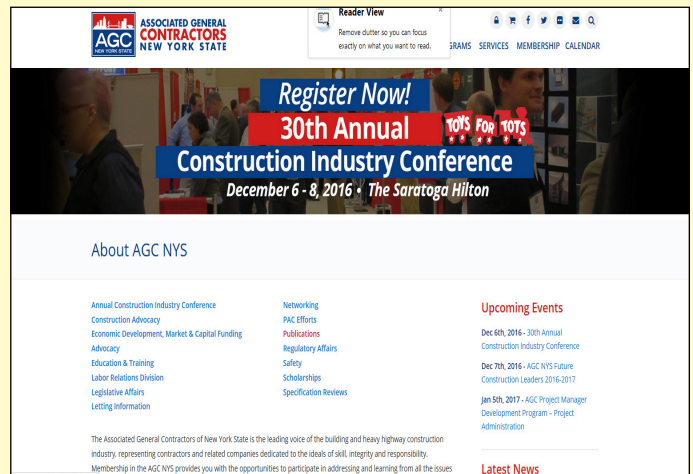 ASSOCIATED GENERAL
CONTRACTORS
NEW YORK STATE
AGC
NEW YORK STATE
Reader View
×
Remove clutter so you can focus
exactly on what you want to read.
GRAMS SERVICES MEMBERSHIP CALENDAR
Register Now!
30th Annual
TOYS FOR TOTS
Construction Industry Conference
December 6 - 8, 2016 • The Saratoga Hilton
About AGC NYS
Annual Construction Industry Conference
Construction Advocacy
Economic Development, Market & Capital Funding
Advocacy
Education & Training
Labor Relations Division
Legislative Affairs
Letting Information
Networking
PAC Efforts
Publications
Regulatory Affairs
Safety
Scholarships
Specification Reviews
Upcoming Events
Dec 6th, 2016 - 30th Annual
Construction Industry Conference
Dec 7th, 2016 - AGC NYS Future
Construction Leaders 2016-2017
Jan 5th, 2017 - AGC Project Manager
Development Program – Project
Administration
The Associated General Contractors of New York State is the leading voice of the building and heavy highway construction
industry, representing contractors and related companies dedicated to the ideals of skill, integrity and responsibility.
Membership in the AGC NYS provides you with the opportunities to participate in addressing and learning from all the issues
Latest News